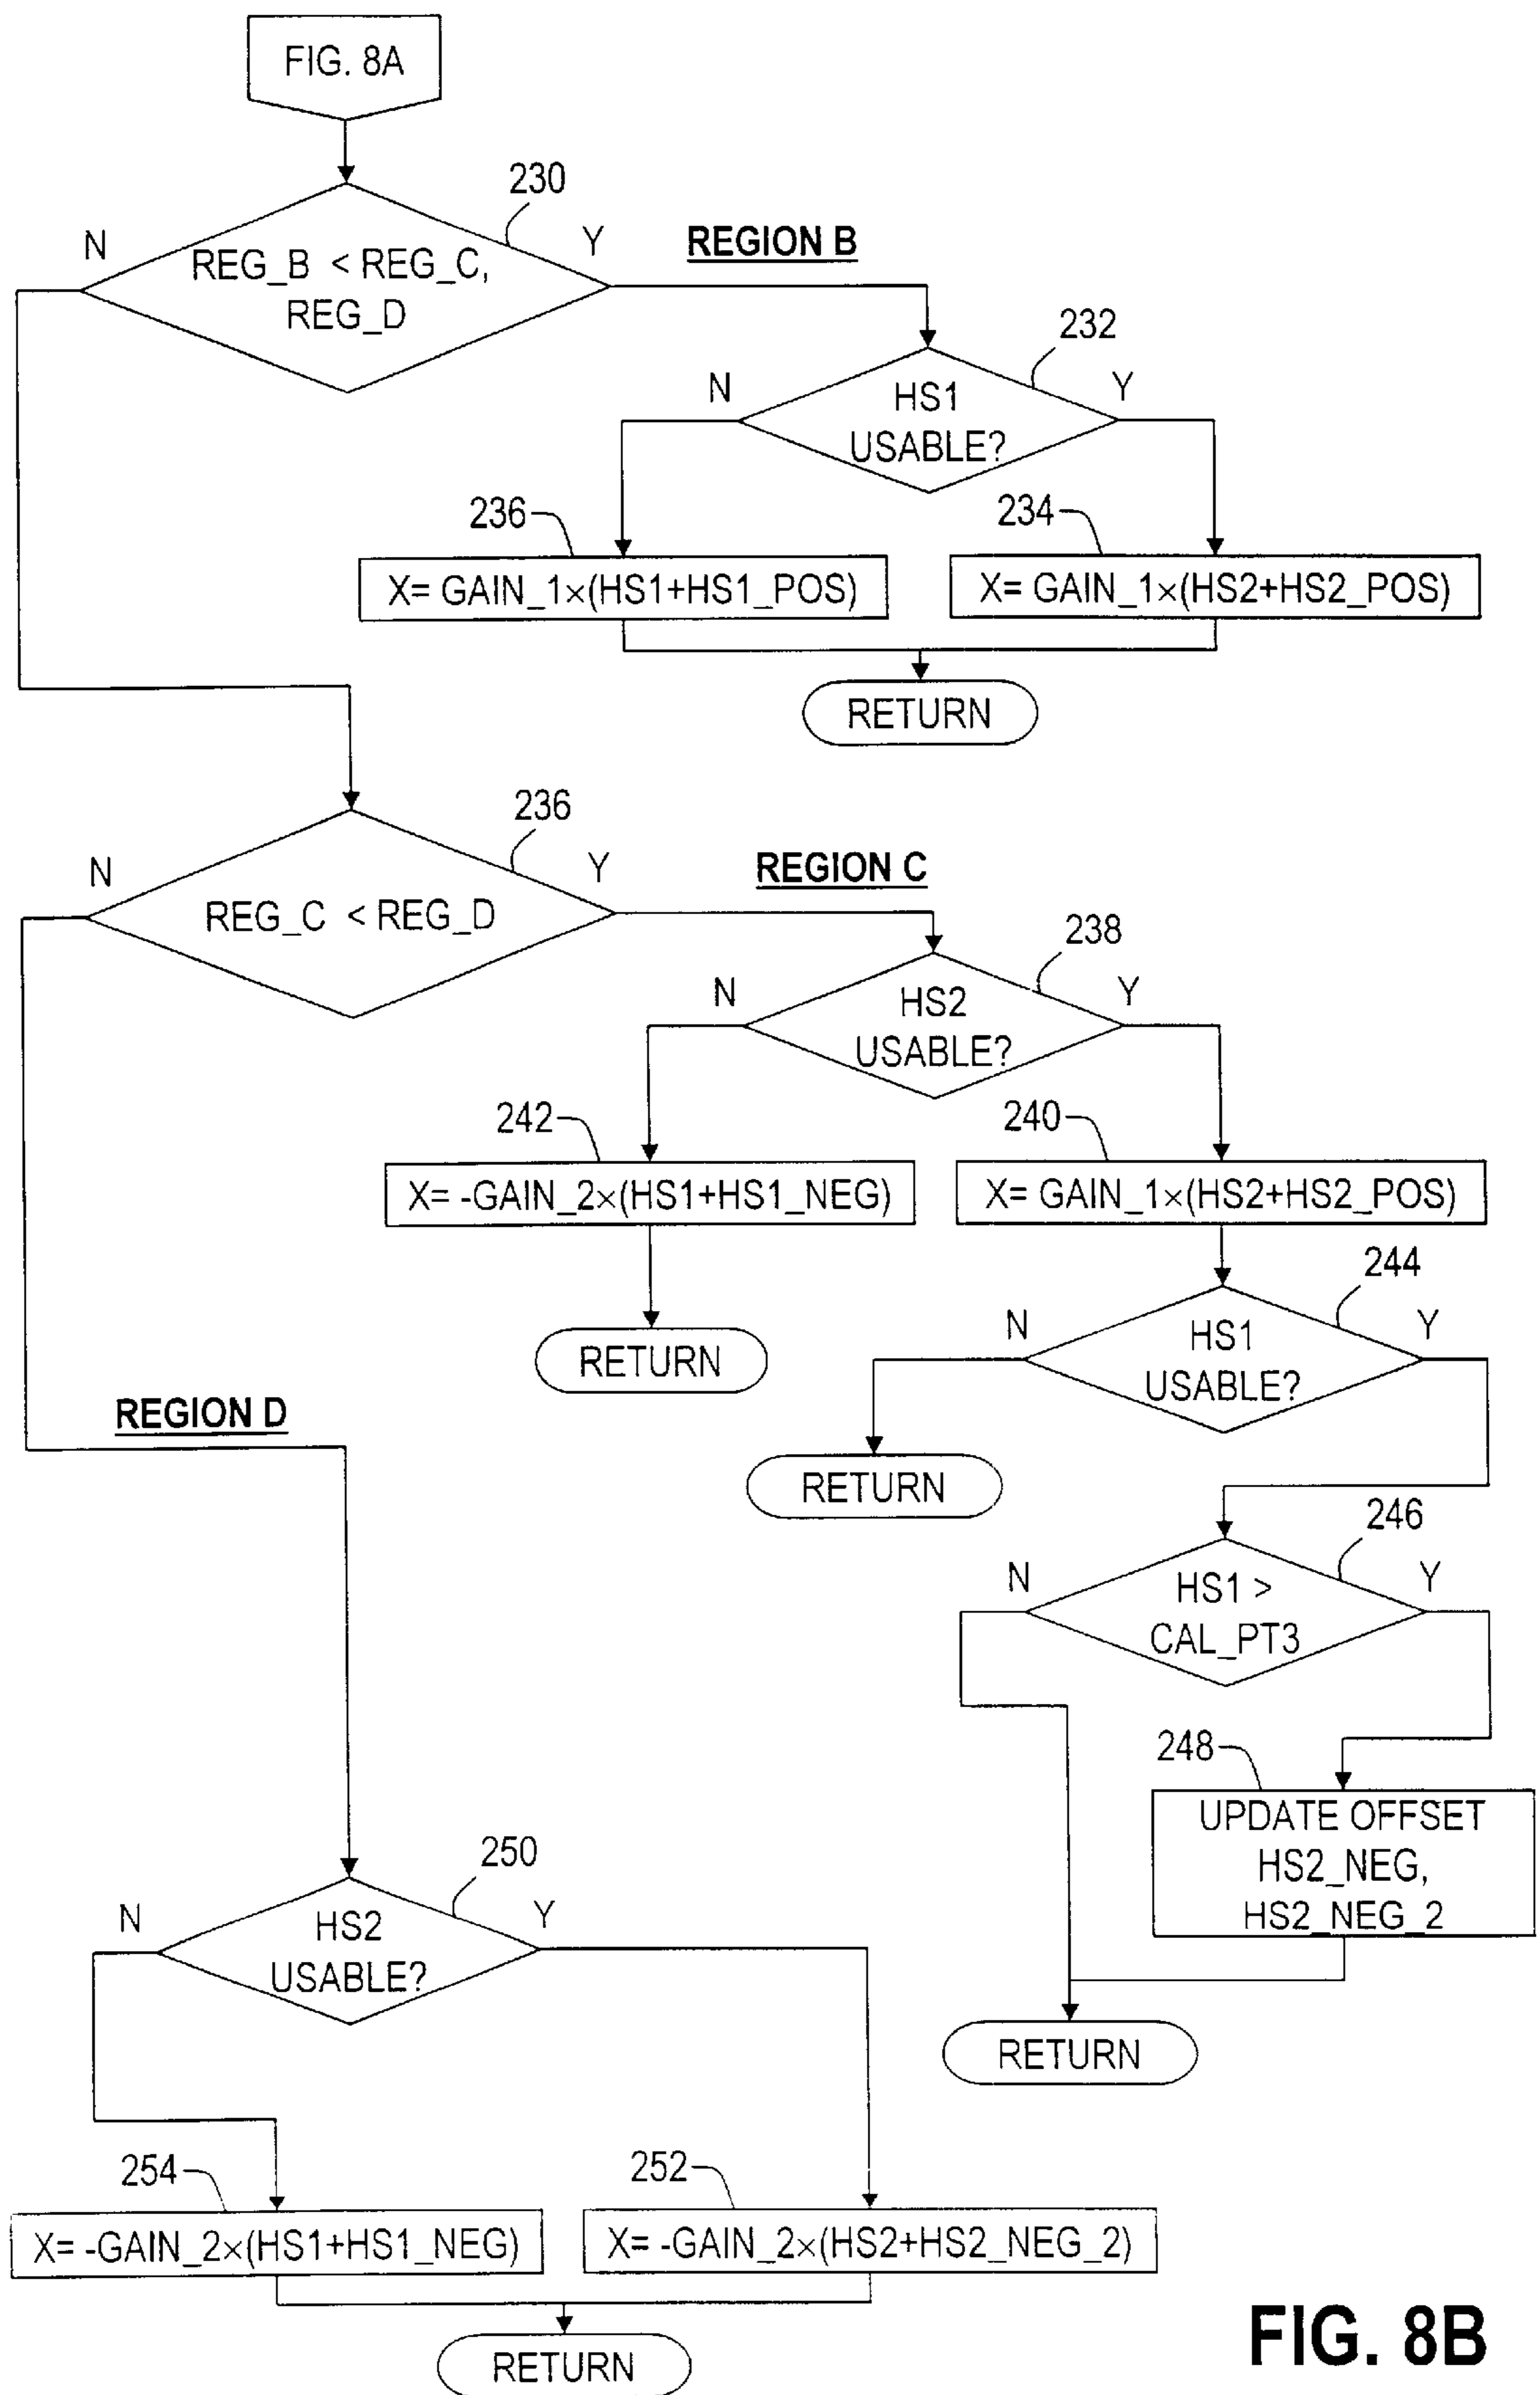 FIG. 8A
230
N
Y
REGION B
REG_B < REG_C,
REG_D
232
N
Y
HS1
USABLE?
236
234
X= GAIN_1×(HS1+HS1_POS)
X= GAIN_1×(HS2+HS2_POS)
RETURN
236
N
Y
REGION C
REG_C < REG_D
238
N
Y
HS2
USABLE?
242
240
X= -GAIN_2×(HS1+HS1_NEG)
X= GAIN_1×(HS2+HS2_POS)
244
N
Y
HS1
USABLE?
RETURN
REGION D
RETURN
246
N
Y
HS1 >
CAL_PT3
248
UPDATE OFFSET
HS2_NEG,
HS2_NEG_2
250
N
Y
HS2
USABLE?
RETURN
254
252
X= -GAIN_2×(HS1+HS1_NEG)
X= -GAIN_2×(HS2+HS2_NEG_2)
RETURN
FIG. 8B